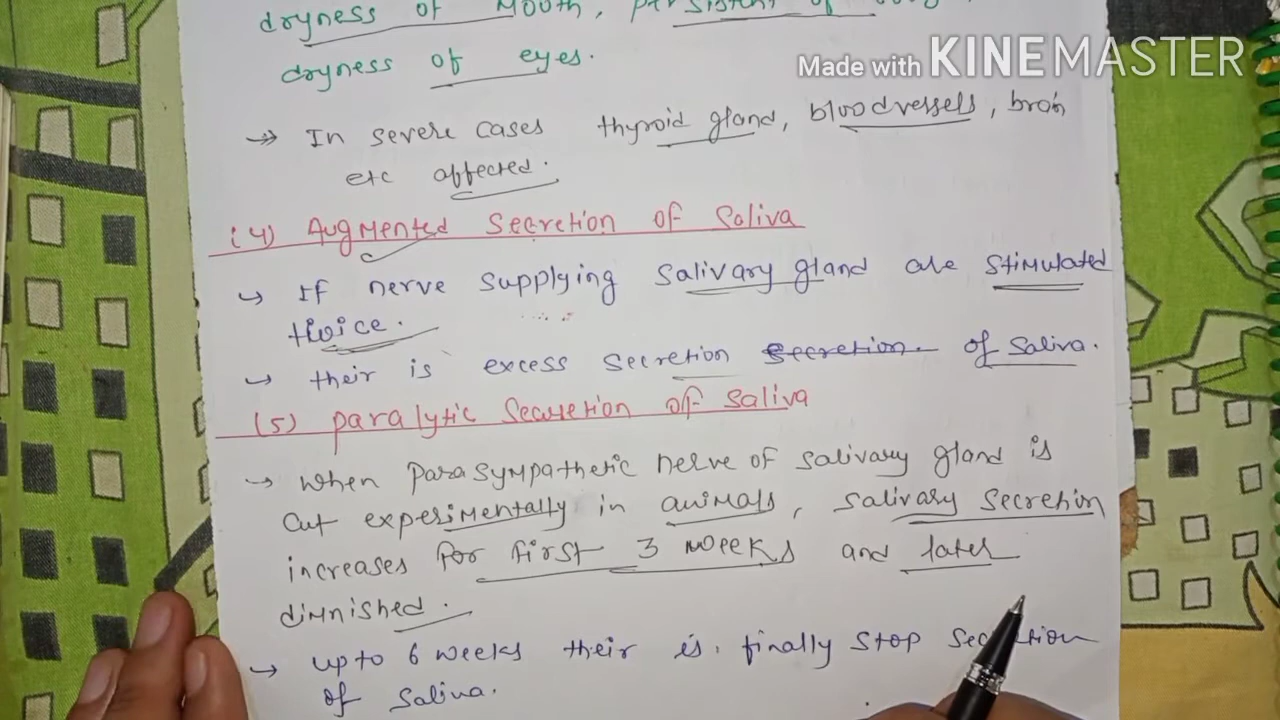 dryness of Mouth,
dryness of eyes.
Made with KINEMASTER
↠ In severe cases thyroid gland, bloodvessels, brain
etc affected.
(4) Augmented Secretion of Saliva
→ If nerve supplying salivary gland are stimulated
twice.
→ their is excess secretion secretion of saliva.
(5) Paralytic Secretion of Saliva
→ When Parasympathetic nerve of salivary gland is
cut experimentally in animals, salivary secretion
increases for first 3 weeks and later
diminished.
→ upto 6 weeks their is. finally stop
of saliva.